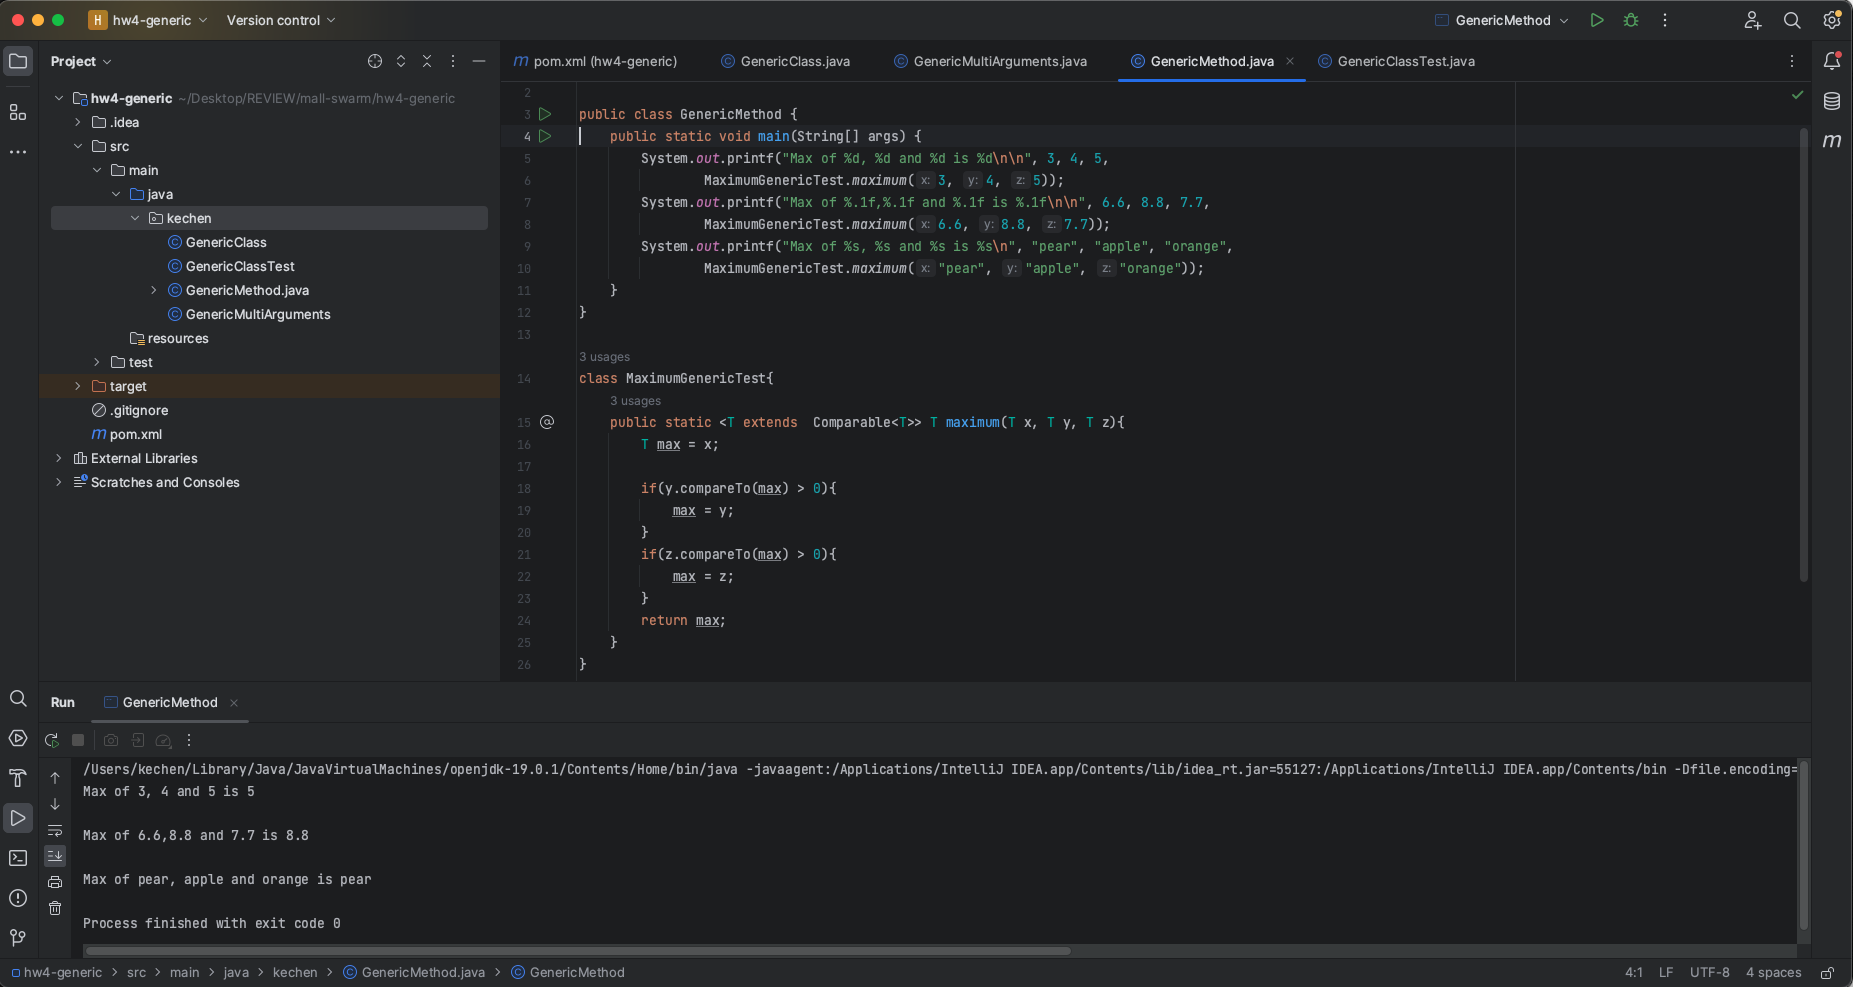 H hw4-generic Version control GenericMethod
Project
pom.xml (hw4-generic) GenericClass.java GenericMultiArguments.java GenericMethod.java GenericClassTest.java
hw4-generic ~/Desktop/REVIEW/mall-swarm/hw4-generic
.idea
src
main
java
kechen
GenericClass
GenericClassTest
GenericMethod.java
GenericMultiArguments
resources
test
target
.gitignore
pom.xml
External Libraries
Scratches and Consoles
2
3 public class GenericMethod {
4 public static void main(String[] args) {
5 System.out.printf("Max of %d, %d and %d is %d\n\n", 3, 4, 5,
6 MaximumGenericTest.maximum( x: 3, y: 4, z: 5));
7 System.out.printf("Max of %.1f,%.1f and %.1f is %.1f\n\n", 6.6, 8.8, 7.7,
8 MaximumGenericTest.maximum( x: 6.6, y: 8.8, z: 7.7));
9 System.out.printf("Max of %s, %s and %s is %s\n", "pear", "apple", "orange",
10 MaximumGenericTest.maximum( x: "pear", y: "apple", z: "orange"));
11 }
12 }
13
3 usages
14 class MaximumGenericTest{
3 usages
15 @ public static <T extends  Comparable<T>> T maximum(T x, T y, T z){
16 T max = x;
17
18 if(y.compareTo(max) > 0){
19 max = y;
20 }
21 if(z.compareTo(max) > 0){
22 max = z;
23 }
24 return max;
25 }
26 }
Run GenericMethod
/Users/kechen/Library/Java/JavaVirtualMachines/openjdk-19.0.1/Contents/Home/bin/java -javaagent:/Applications/IntelliJ IDEA.app/Contents/lib/idea_rt.jar=55127:/Applications/IntelliJ IDEA.app/Contents/bin -Dfile.encoding=
Max of 3, 4 and 5 is 5
Max of 6.6,8.8 and 7.7 is 8.8
Max of pear, apple and orange is pear
Process finished with exit code 0
hw4-generic > src > main > java > kechen > GenericMethod.java > GenericMethod 4:1 LF UTF-8 4 spaces